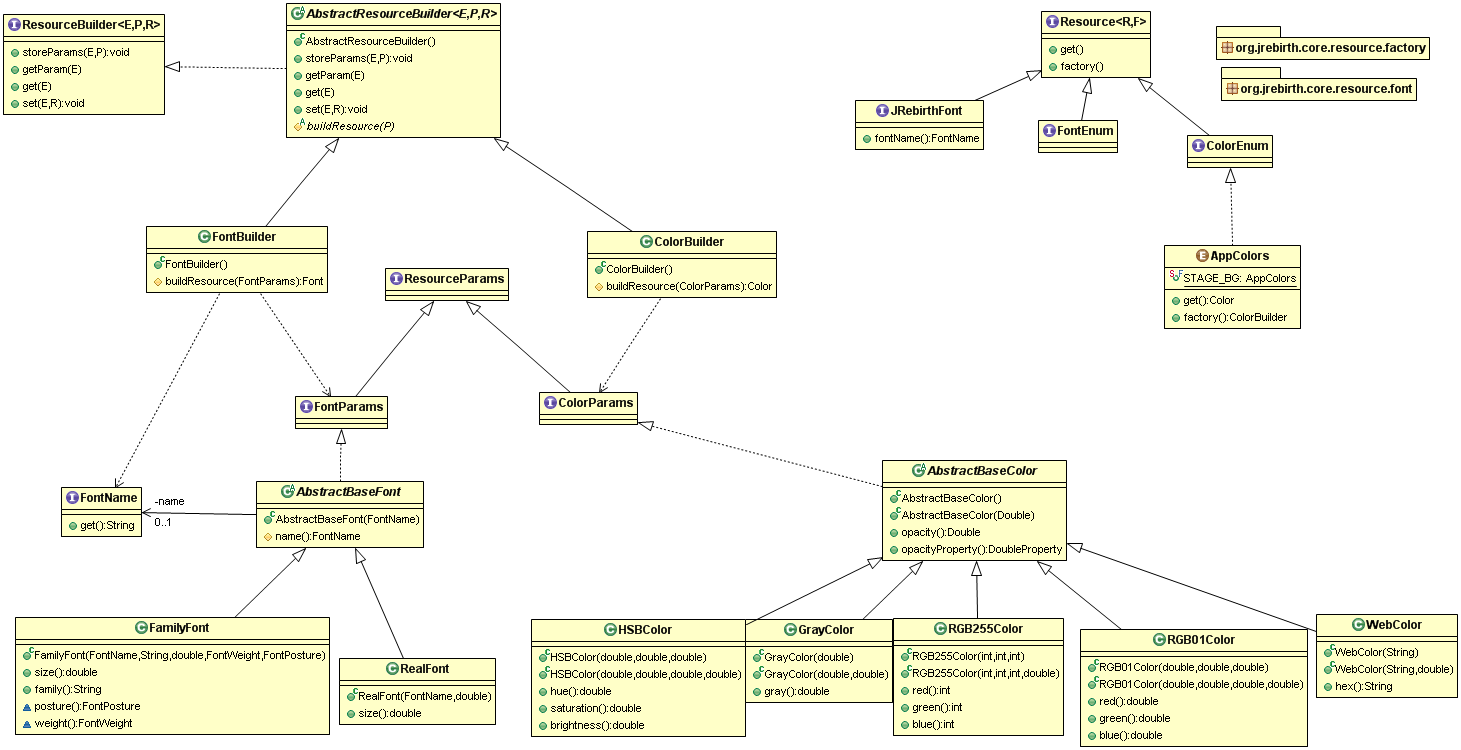 ResourceBuilder<E,P,R>
storeParams(E,P):void
getParam(E)
get(E)
set(E,R):void
AbstractResourceBuilder<E,P,R>
AbstractResourceBuilder()
storeParams(E,P):void
getParam(E)
get(E)
set(E,R):void
buildResource(P)
Resource<R,F>
get()
factory()
org.jrebirth.core.resource.factory
org.jrebirth.core.resource.font
JRebirthFont
fontName():FontName
FontEnum
ColorEnum
AppColors
STAGE_BG: AppColors
get():Color
factory():ColorBuilder
FontBuilder
FontBuilder()
buildResource(FontParams):Font
ResourceParams
ColorBuilder
ColorBuilder()
buildResource(ColorParams):Color
FontParams
ColorParams
FontName
get():String
-name
0..1
AbstractBaseFont
AbstractBaseFont(FontName)
name():FontName
AbstractBaseColor
AbstractBaseColor()
AbstractBaseColor(Double)
opacity():Double
opacityProperty():DoubleProperty
FamilyFont
FamilyFont(FontName,String,double,FontWeight,FontPosture)
size():double
family():String
posture():FontPosture
weight():FontWeight
RealFont
RealFont(FontName,double)
size():double
HSBColor
HSBColor(double,double,double)
HSBColor(double,double,double,double)
hue():double
saturation():double
brightness():double
GrayColor
GrayColor(double)
GrayColor(double,double)
gray():double
RGB255Color
RGB255Color(int,int,int)
RGB255Color(int,int,int,double)
red():int
green():int
blue():int
RGB01Color
RGB01Color(double,double,double)
RGB01Color(double,double,double,double)
red():double
green():double
blue():double
WebColor
WebColor(String)
WebColor(String,double)
hex():String